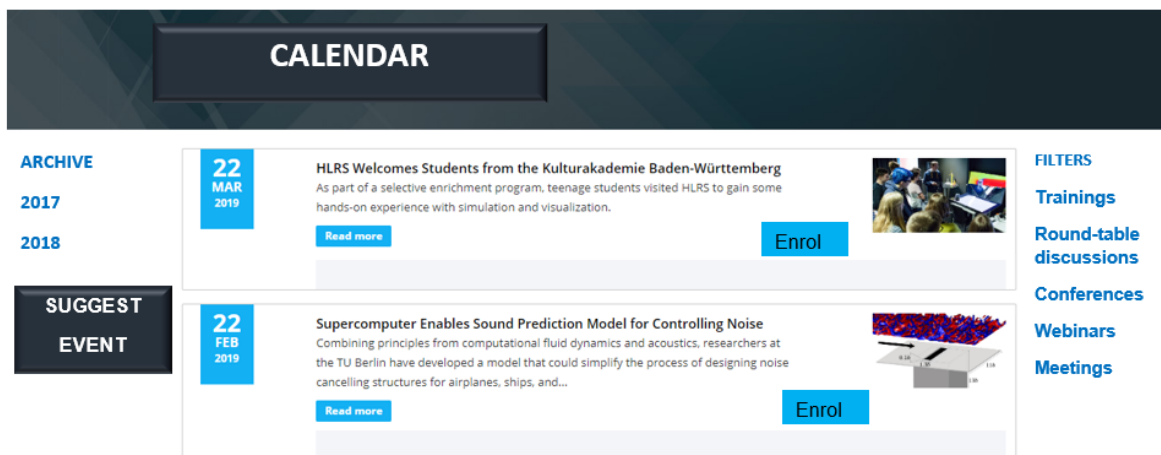 CALENDAR
ARCHIVE
2017
2018
SUGGEST
EVENT
22
MAR
2019
HLRS Welcomes Students from the Kulturakademie Baden-Württemberg
As part of a selective enrichment program, teenage students visited HLRS to gain some
hands-on experience with simulation and visualization.
Read more
Enrol
22
FEB
2019
Supercomputer Enables Sound Prediction Model for Controlling Noise
Combining principles from computational fluid dynamics and acoustics, researchers at
the TU Berlin have developed a model that could simplify the process of designing noise
cancelling structures for airplanes, ships, and...
Read more
Enrol
FILTERS
Trainings
Round-table
discussions
Conferences
Webinars
Meetings